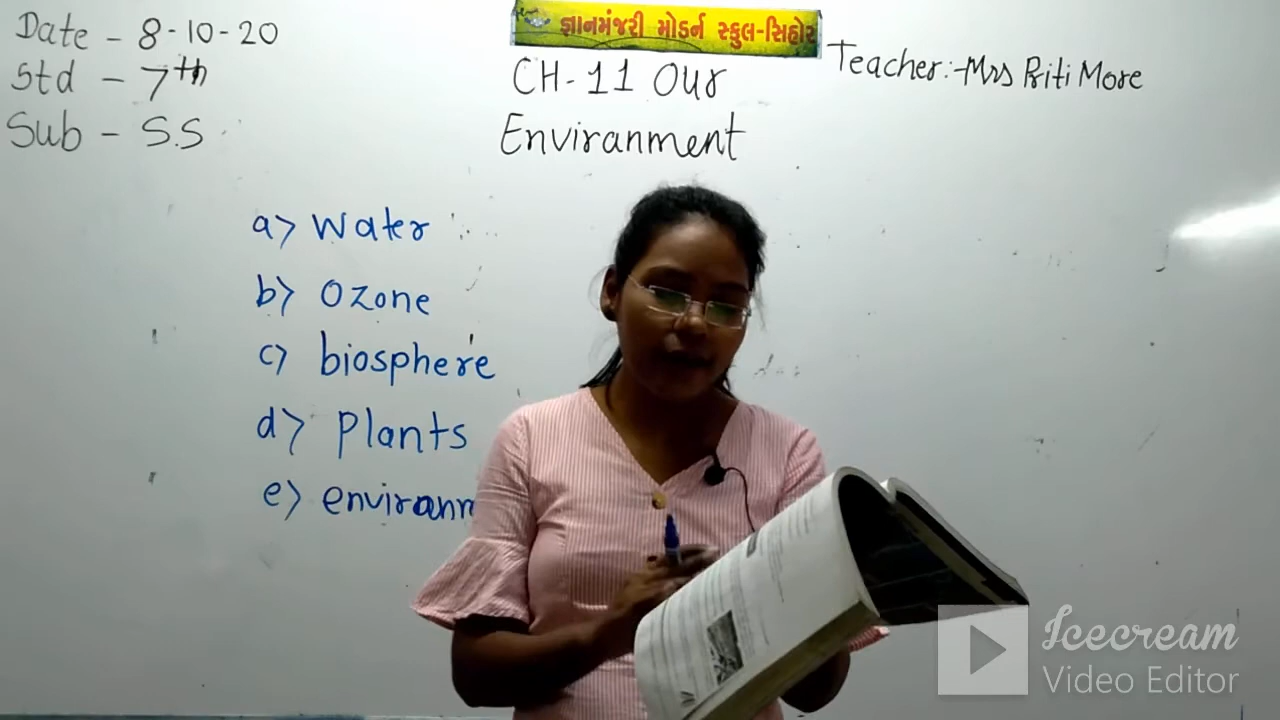 Date - 8-10-20
Std - 7th
Sub - S.S
જ્ઞાનમંજરી મોડર્ન સ્કુલ-સિહોર
CH-11 Our
Enviranment
Teacher:-Mrs Priti More
a> Water
b> Ozone
c> biosphere
d> Plants
e> enviranm
Icecream
Video Editor